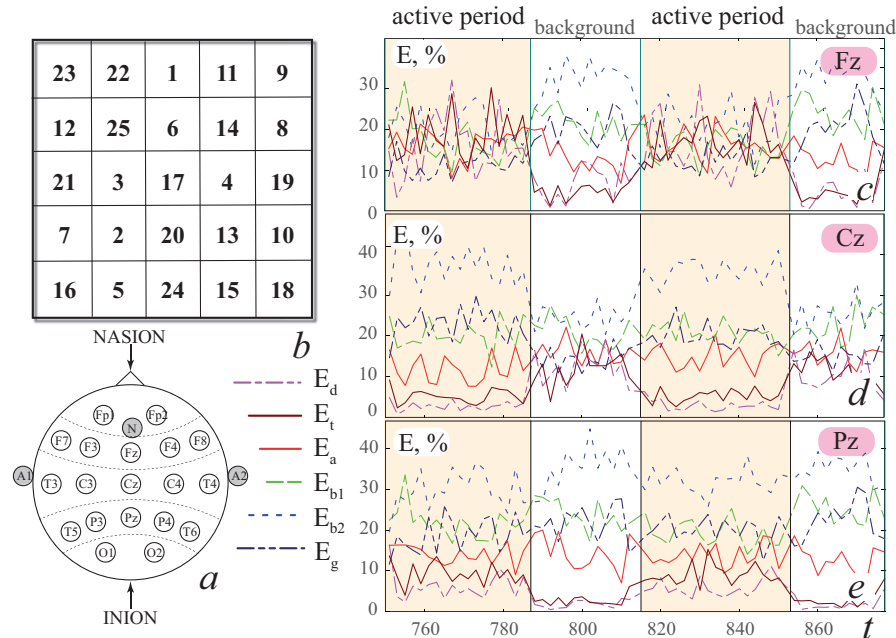 23 22 1 11 9
12 25 6 14 8
21 3 17 4 19
7 2 20 13 10
16 5 24 15 18
b
NASION
Fp1 Fp2
N
F7 F3 Fz F4 F8
A1 T3 C3 Cz C4 T4 A2
T5 P3 Pz P4 T6
O1 O2
a
INION
E_d
E_t
E_a
E_b1
E_b2
E_g
active period background active period background
E, % Fz
30
20
10
0
c
E, % Cz
40
30
20
10
0
d
E, % Pz
40
30
20
10
0
e
760 780 800 820 840 860 t